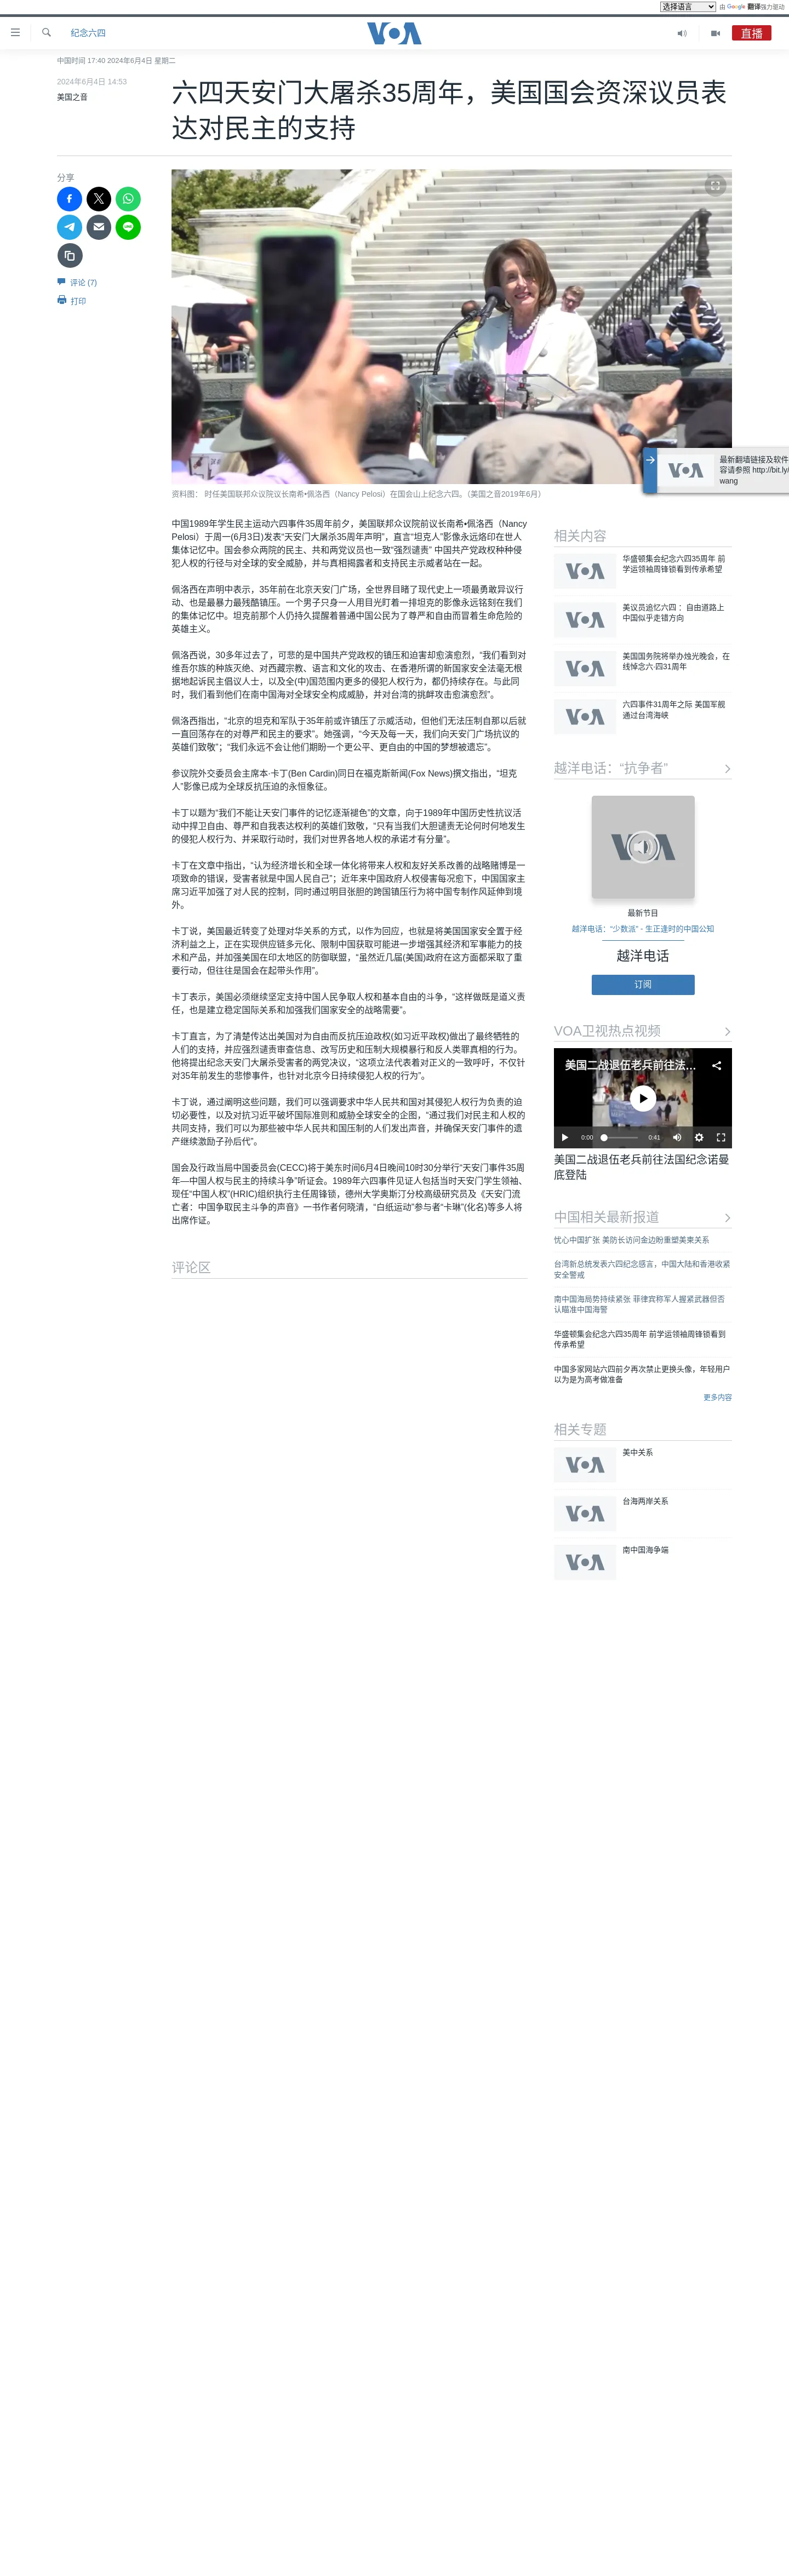 选择语言 由 Google 翻译强力驱动
纪念六四
VOA
直播
中国时间 17:40 2024年6月4日 星期二
2024年6月4日 14:53
美国之音
六四天安门大屠杀35周年，美国国会资深议员表
达对民主的支持
分享
评论 (7)
打印
资料图： 时任美国联邦众议院议长南希•佩洛西（Nancy Pelosi）在国会山上纪念六四。（美国之音2019年6月）
最新翻墙链接及软件
容请参照 http://bit.ly/
wang
中国1989年学生民主运动六四事件35周年前夕，美国联邦众议院前议长南希•佩洛西（Nancy
Pelosi）于周一(6月3日)发表“天安门大屠杀35周年声明”，直言“坦克人”影像永远烙印在世人
集体记忆中。国会参众两院的民主、共和两党议员也一致“强烈谴责” 中国共产党政权种种侵
犯人权的行径与对全球的安全威胁，并与真相揭露者和支持民主示威者站在一起。
佩洛西在声明中表示，35年前在北京天安门广场，全世界目睹了现代史上一项最勇敢异议行
动、也是最暴力最残酷镇压。一个男子只身一人用目光盯着一排坦克的影像永远铭刻在我们
的集体世记忆中。坦克前那个人仍持久提醒着普通中国公民为了尊严和自由而冒着生命危险的
英雄主义。
佩洛西说，30多年过去了，可悲的是中国共产党政权的镇压和迫害却愈演愈烈，“我们看到对
维吾尔族的种族灭绝、对西藏宗教、语言和文化的攻击、在香港所谓的新国家安全法毫无根
据地起诉民主倡议人士，以及全(中)国范围内更多的侵犯人权行为，都仍持续存在。与此同
时，我们看到他们在南中国海对全球安全构成威胁，并对台湾的挑衅攻击愈演愈烈”。
佩洛西指出，“北京的坦克和军队于35年前或许镇压了示威活动，但他们无法压制自那以后就
一直回荡存在的对尊严和民主的要求”。她强调，“今天及每一天，我们向天安门广场抗议的
英雄们致敬”；“我们永远不会让他们期盼一个更公平、更自由的中国的梦想被遗忘”。
参议院外交委员会主席本·卡丁(Ben Cardin)同日在福克斯新闻(Fox News)撰文指出，“坦克
人”影像已成为全球反抗压迫的永恒象征。
卡丁以题为“我们不能让天安门事件的记忆逐渐褪色”的文章，向于1989年中国历史性抗议活
动中捍卫自由、尊严和自我表达权利的英雄们致敬，“只有当我们大胆谴责无论何时何地发生
的侵犯人权行为、并采取行动时，我们对世界各地人权的承诺才有分量”。
卡丁在文章中指出，“认为经济增长和全球一体化将带来人权和友好关系改善的战略赌博是一
项致命的错误，受害者就是中国人民自己”；近年来中国政府人权侵害每况愈下，中国国家主
席习近平加强了对人民的控制，同时通过明目张胆的跨国镇压行为将中国专制作风延伸到境
外。
卡丁说，美国最近转变了处理对华关系的方式，以作为回应，也就是将美国国家安全置于经
济利益之上，正在实现供应链多元化、限制中国获取可能进一步增强其经济和军事能力的技
术和产品，并加强美国在印太地区的防御联盟，“虽然近几届(美国)政府在这方面都采取了重
要行动，但往往是国会在起带头作用”。
卡丁表示，美国必须继续坚定支持中国人民争取人权和基本自由的斗争，“这样做既是道义责
任，也是建立稳定国际关系和加强我们国家安全的战略需要”。
卡丁直言，为了清楚传达出美国对为自由而反抗压迫政权(如习近平政权)做出了最终牺牲的
人们的支持，并应强烈谴责审查信息、改写历史和压制大规模暴行和反人类罪真相的行为。
他将提出纪念天安门大屠杀受害者的两党决议，“这项立法代表着对正义的一致呼吁，不仅针
对35年前发生的悲惨事件，也针对北京今日持续侵犯人权的行为”。
卡丁说，通过阐明这些问题，我们可以强调要求中华人民共和国对其侵犯人权行为负责的迫
切必要性，以及对抗习近平破坏国际准则和威胁全球安全的企图，“通过我们对民主和人权的
共同支持，我们可以为那些被中华人民共和国压制的人们发出声音，并确保天安门事件的遗
产继续激励子孙后代”。
国会及行政当局中国委员会(CECC)将于美东时间6月4日晚间10时30分举行“天安门事件35周
年—中国人权与民主的持续斗争”听证会。1989年六四事件见证人包括当时天安门学生领袖、
现任“中国人权”(HRIC)组织执行主任周锋锁，德州大学奥斯汀分校高级研究员及《天安门流
亡者：中国争取民主斗争的声音》一书作者何晓清，“白纸运动”参与者“卡琳”(化名)等多人将
出席作证。
评论区
相关内容
华盛顿集会纪念六四35周年 前
学运领袖周锋锁看到传承希望
美议员追忆六四 ： 自由道路上
中国似乎走错方向
美国国务院将举办烛光晚会，在
线悼念六·四31周年
六四事件31周年之际 美国军舰
通过台湾海峡
越洋电话：“抗争者”
最新节目
越洋电话：“少数派” - 生正逢时的中国公知
越洋电话
订阅
VOA卫视热点视频
美国二战退伍老兵前往法...
0:00 0:41
美国二战退伍老兵前往法国纪念诺曼
底登陆
中国相关最新报道
忧心中国扩张 美防长访问金边盼重塑美柬关系
台湾新总统发表六四纪念感言，中国大陆和香港收紧
安全警戒
南中国海局势持续紧张 菲律宾称军人握紧武器但否
认瞄准中国海警
华盛顿集会纪念六四35周年 前学运领袖周锋锁看到
传承希望
中国多家网站六四前夕再次禁止更换头像，年轻用户
以为是为高考做准备
更多内容
相关专题
美中关系
台海两岸关系
南中国海争端